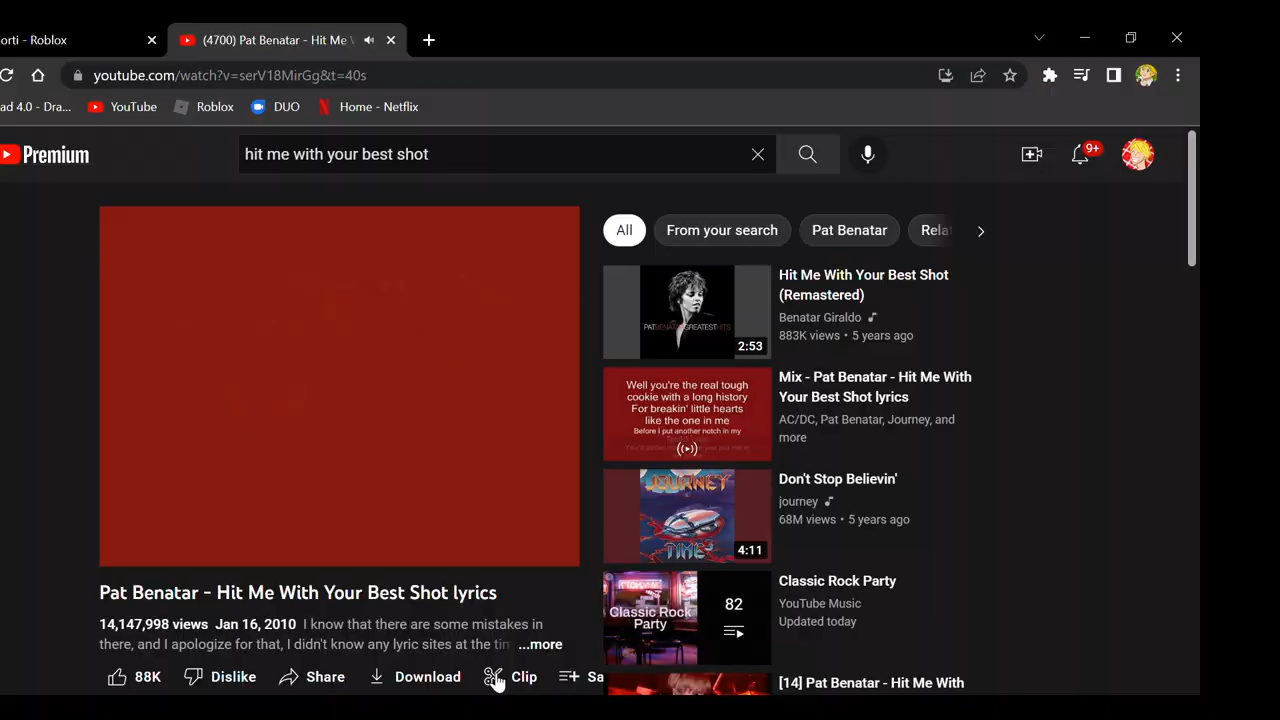 orti - Roblox
(4700) Pat Benatar - Hit Me
youtube.com/watch?v=serV18MirGg&t=40s
ad 4.0 - Dra...
YouTube
Roblox
DUO
Home - Netflix
Premium
hit me with your best shot
9+
All
From your search
Pat Benatar
Rela
Hit Me With Your Best Shot
(Remastered)
Benatar Giraldo
883K views • 5 years ago
PATBENATARGREATESTHITS
2:53
Well you're the real tough
cookie with a long history
For breakin' little hearts
like the one in me
Before I put another notch in my
Mix - Pat Benatar - Hit Me With
Your Best Shot lyrics
AC/DC, Pat Benatar, Journey, and
more
JOURNEY
TIME3
4:11
Don't Stop Believin'
journey
68M views • 5 years ago
Classic Rock
Party
82
Classic Rock Party
YouTube Music
Updated today
[14] Pat Benatar - Hit Me With
Pat Benatar - Hit Me With Your Best Shot lyrics
14,147,998 views Jan 16, 2010 I know that there are some mistakes in
there, and I apologize for that, I didn't know any lyric sites at the tim ...more
88K
Dislike
Share
Download
Clip
Sa